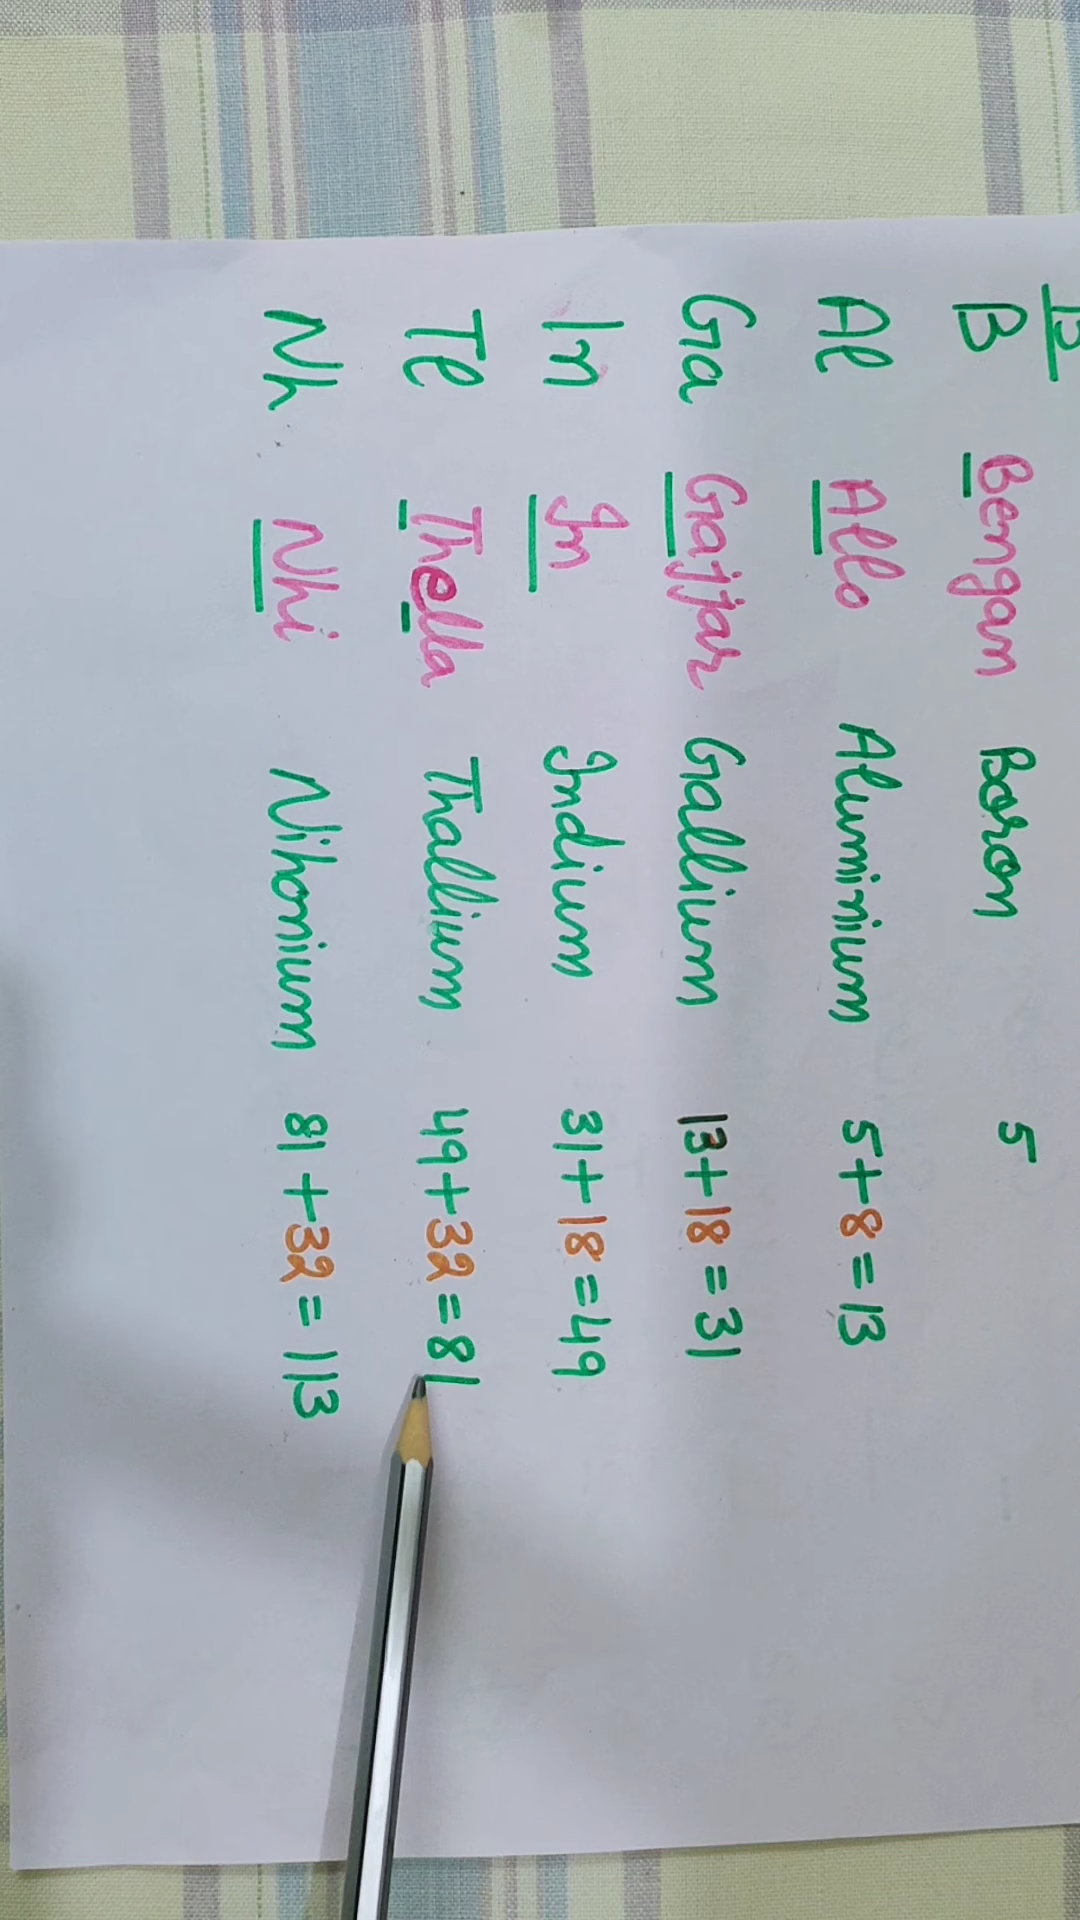 13
B Bengan Boron 5
Al Allo Aluminium 5+8=13
Ga Gajjar Gallium 13+18=31
In In Indium 31+18=49
Tl Thella Thallium 49+32=81
Nh Nhi Nihonium 81+32=113